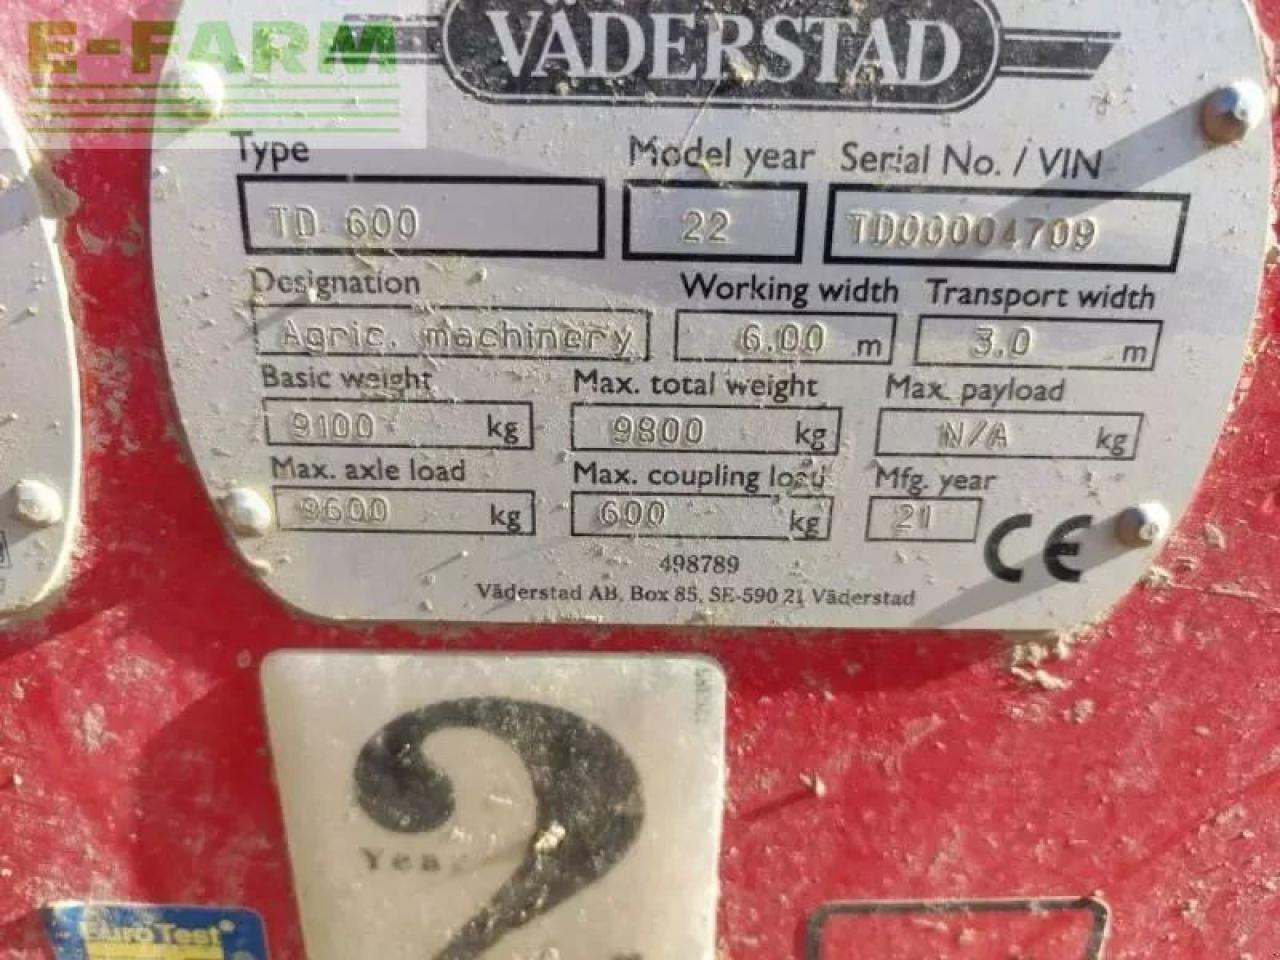 E-FARM
VÄDERSTAD
Type Model year Serial No. / VIN
TD 600 22 TD00004709
Designation Working width Transport width
Agric. machinery 6.00 m 3.0 m
Basic weight Max. total weight Max. payload
9100 kg 9800 kg N/A kg
Max. axle load Max. coupling load Mfg. year
9600 kg 600 kg 21
CE
498789
Väderstad AB, Box 85, SE-590 21 Väderstad
2
Year
EuroTest